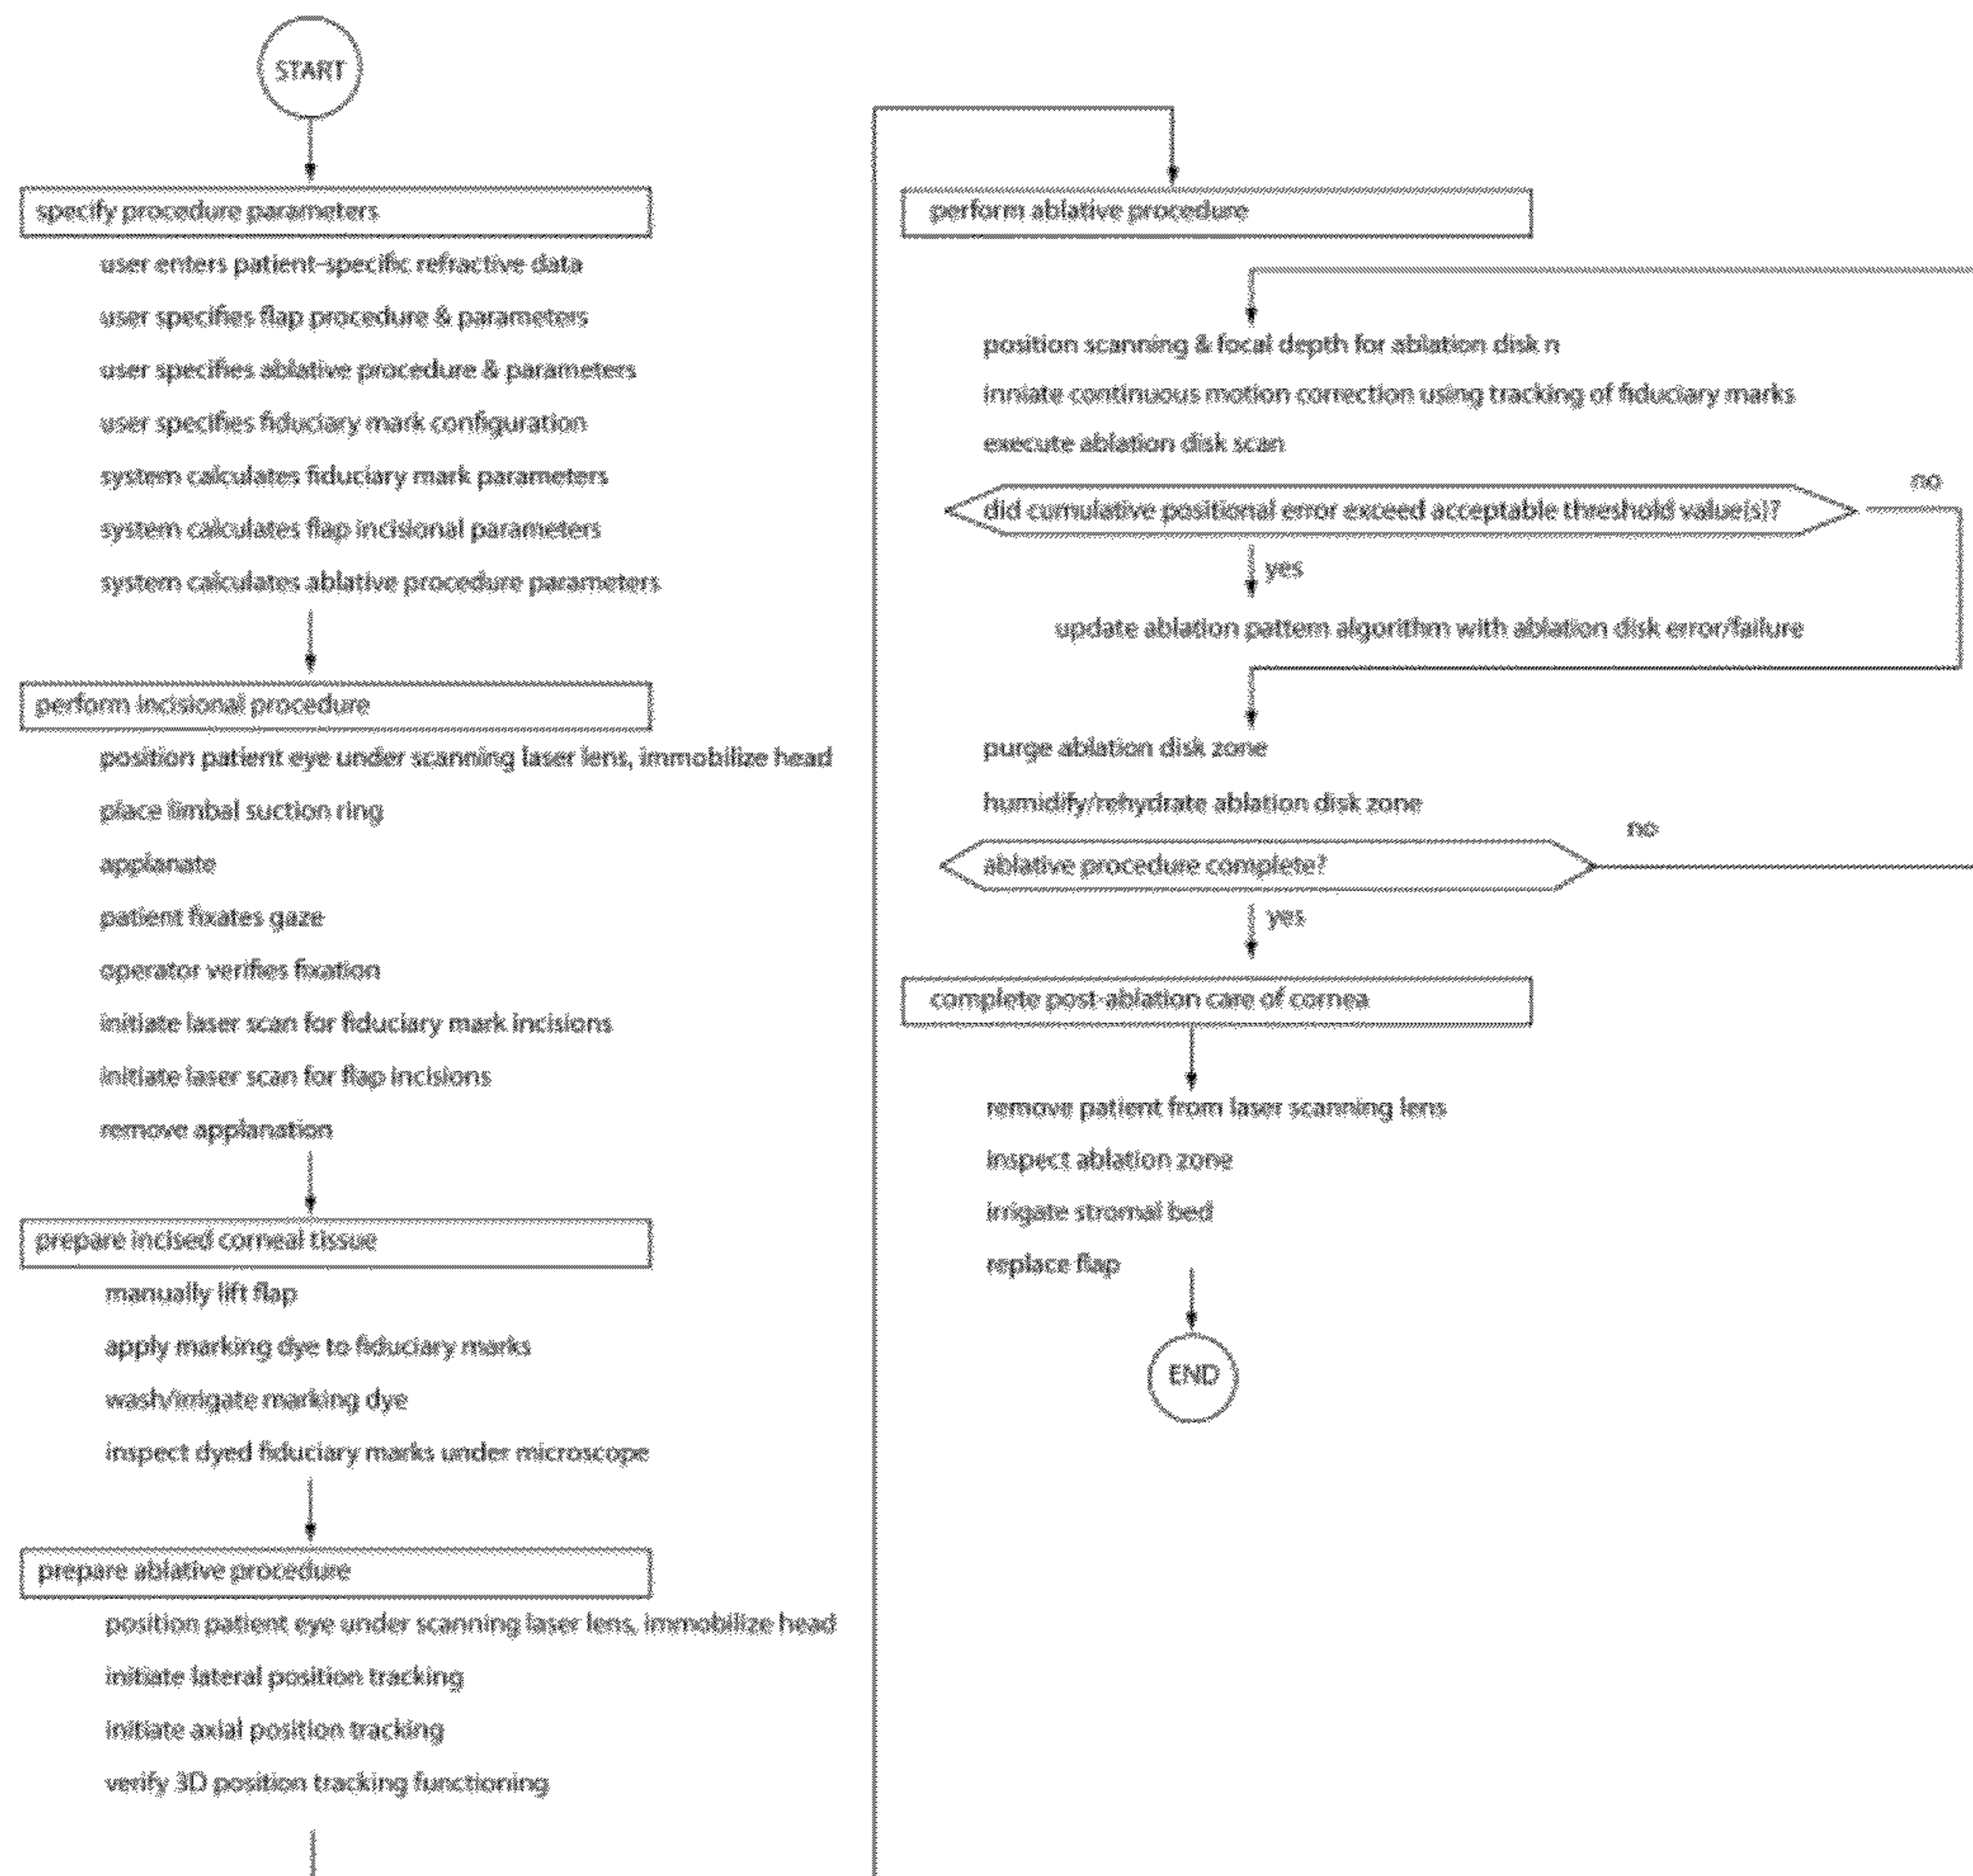 START
specify procedure parameters
user enters patient-specific refractive data
user specifies flap procedure & parameters
user specifies ablative procedure & parameters
user specifies fiduciary mark configuration
system calculates fiduciary mark parameters
system calculates flap incisional parameters
system calculates ablative procedure parameters
perform incisional procedure
position patient eye under scanning laser lens, immobilize head
place limbal suction ring
applanate
patient fixates gaze
operator verifies fixation
initiate laser scan for fiduciary mark incisions
initiate laser scan for flap incisions
remove applanation
prepare incised corneal tissue
manually lift flap
apply marking dye to fiduciary marks
wash/irrigate marking dye
inspect dyed fiduciary marks under microscope
prepare ablative procedure
position patient eye under scanning laser lens, immobilize head
initiate lateral position tracking
initiate axial position tracking
verify 3D position tracking functioning
perform ablative procedure
position scanning & focal depth for ablation disk n
inniate continuous motion correction using tracking of fiduciary marks
execute ablation disk scan
no
did cumulative positional error exceed acceptable threshold value(s)?
yes
update ablation pattern algorithm with ablation disk error/failure
purge ablation disk zone
humidify/rehydrate ablation disk zone
no
ablative procedure complete?
yes
complete post-ablation care of cornea
remove patient from laser scanning lens
inspect ablation zone
irrigate stromal bed
replace flap
END